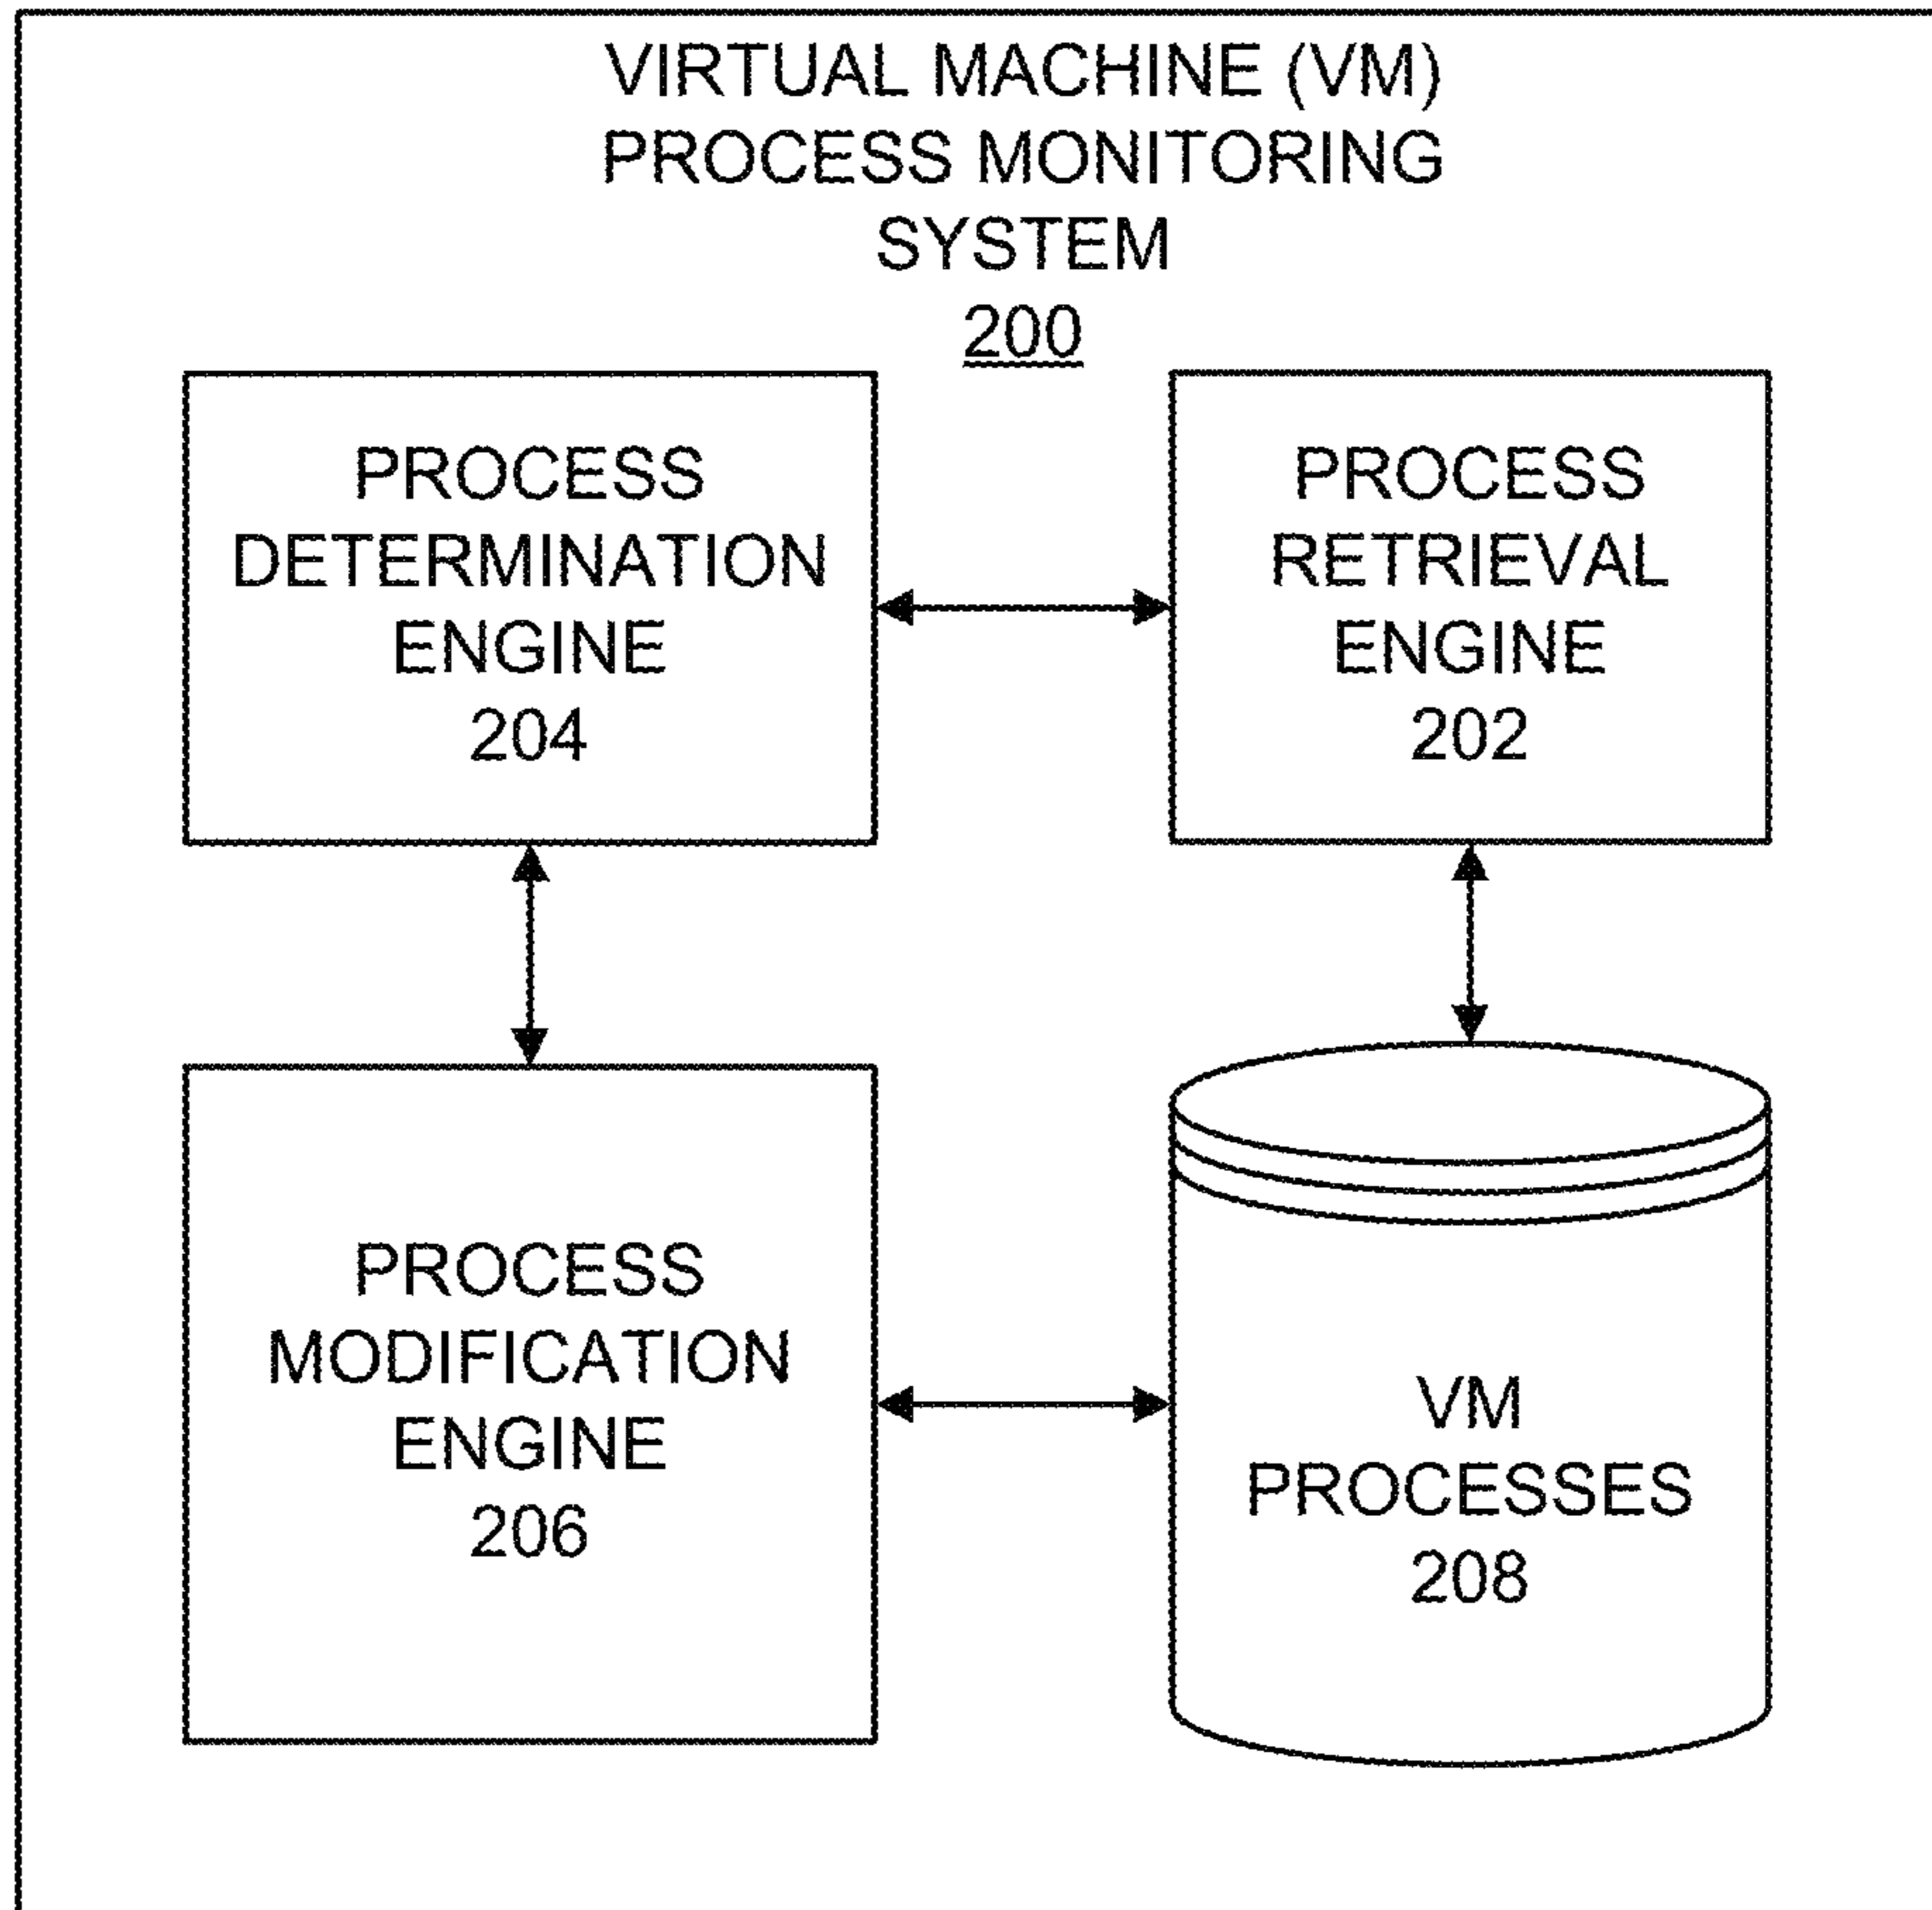 VIRTUAL MACHINE (VM)
PROCESS MONITORING
SYSTEM
200
PROCESS
DETERMINATION
ENGINE
204
PROCESS
RETRIEVAL
ENGINE
202
PROCESS
MODIFICATION
ENGINE
206
VM
PROCESSES
208